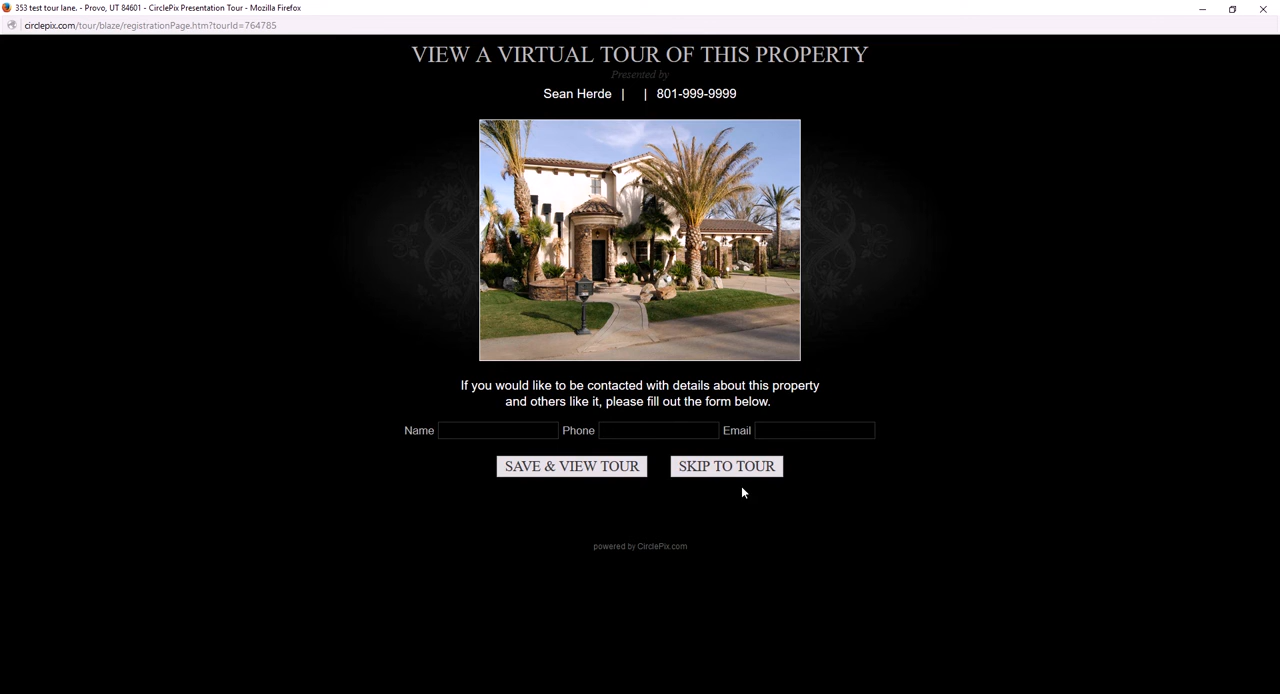 353 test tour lane. - Provo, UT 84601 - CirclePix Presentation Tour - Mozilla Firefox
circlepix.com/tour/blaze/registrationPage.htm?tourId=764785
VIEW A VIRTUAL TOUR OF THIS PROPERTY
Presented by
Sean Herde | | 801-999-9999
If you would like to be contacted with details about this property
and others like it, please fill out the form below.
Name Phone Email
SAVE & VIEW TOUR SKIP TO TOUR
powered by CirclePix.com